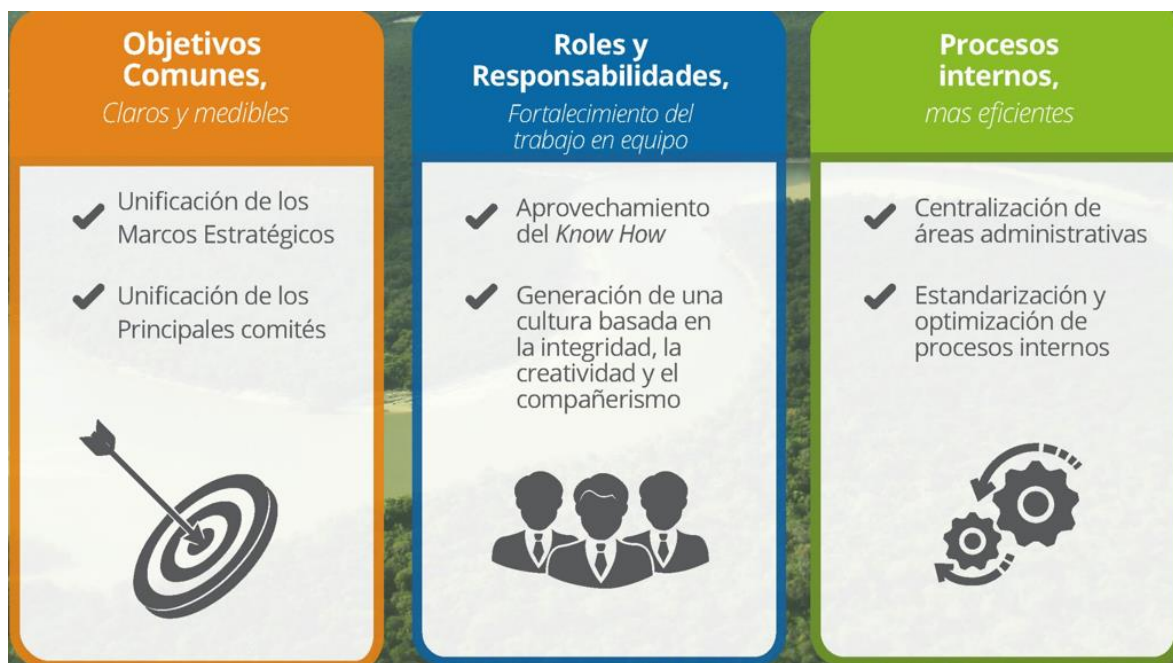 Objetivos
Comunes,
Claros y medibles
Unificación de los
Marcos Estratégicos
Unificación de los
Principales comités
Roles y
Responsabilidades,
Fortalecimiento del
trabajo en equipo
Aprovechamiento
del Know How
Generación de una
cultura basada en
la integridad, la
creatividad y el
compañerismo
Procesos
internos,
mas eficientes
Centralización de
áreas administrativas
Estandarización y
optimización de
procesos internos